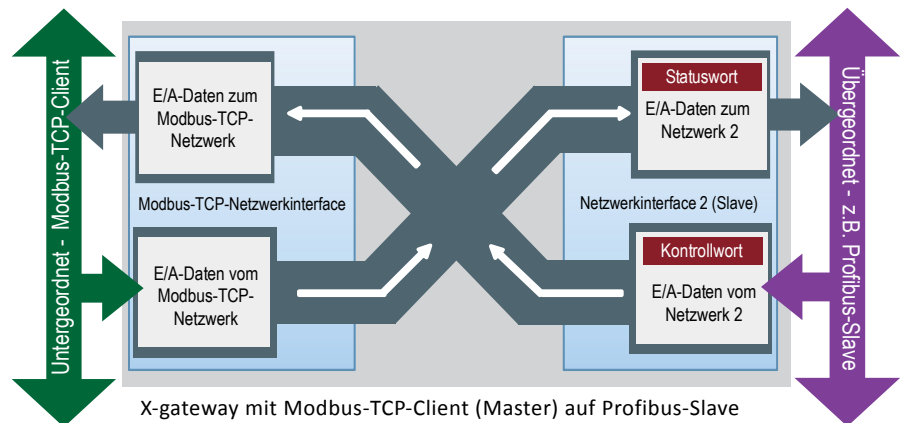 Untergeordnet - Modbus-TCP-Client
E/A-Daten zum
Modbus-TCP-
Netzwerk
Modbus-TCP-Netzwerkinterface
E/A-Daten vom
Modbus-TCP-
Netzwerk
Statuswort
E/A-Daten zum
Netzwerk 2
Netzwerkinterface 2 (Slave)
Kontrollwort
E/A-Daten vom
Netzwerk 2
Übergeordnet - z.B. Profibus-Slave
X-gateway mit Modbus-TCP-Client (Master) auf Profibus-Slave